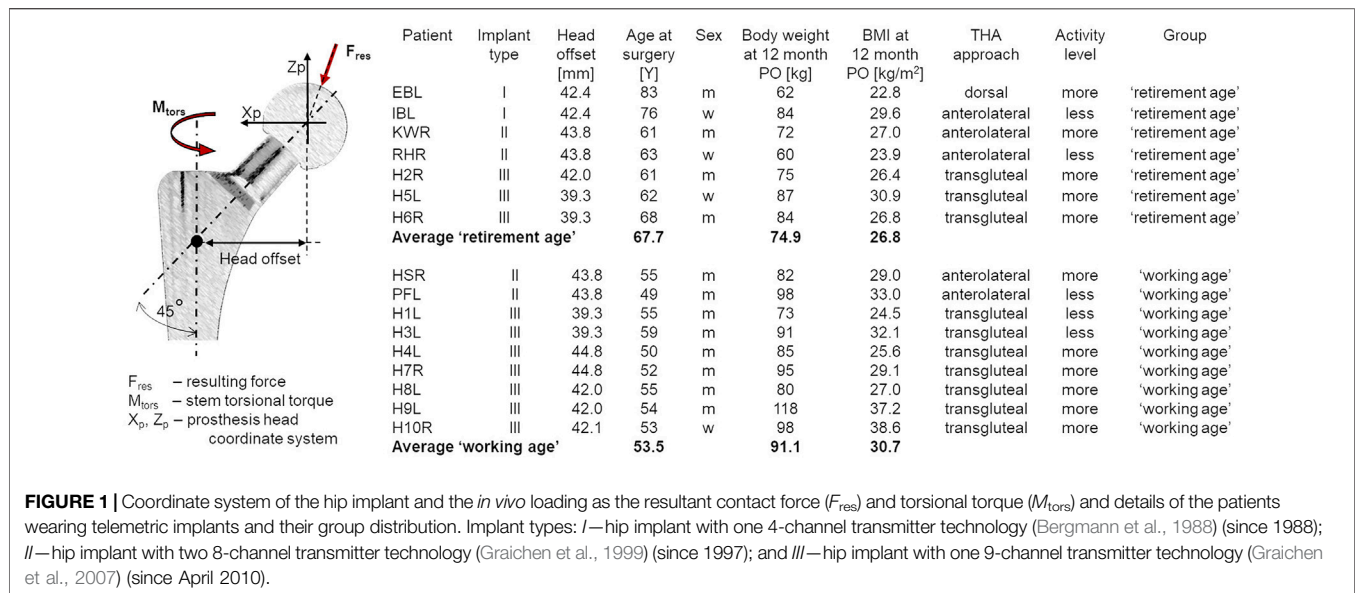 F_res
Z_p
M_tors
X_p
Head offset
45°
F_res – resulting force
M_tors – stem torsional torque
X_p, Z_p – prosthesis head
coordinate system
Patient Implant Head Age at Sex Body weight BMI at THA Activity Group
type offset surgery at 12 month 12 month approach level
[mm] [Y] PO [kg] PO [kg/m²]
EBL I 42.4 83 m 62 22.8 dorsal more 'retirement age'
IBL I 42.4 76 w 84 29.6 anterolateral less 'retirement age'
KWR II 43.8 61 m 72 27.0 anterolateral more 'retirement age'
RHR II 43.8 63 w 60 23.9 anterolateral less 'retirement age'
H2R III 42.0 61 m 75 26.4 transgluteal more 'retirement age'
H5L III 39.3 62 w 87 30.9 transgluteal more 'retirement age'
H6R III 39.3 68 m 84 26.8 transgluteal more 'retirement age'
Average 'retirement age' 67.7 74.9 26.8
HSR II 43.8 55 m 82 29.0 anterolateral more 'working age'
PFL II 43.8 49 m 98 33.0 anterolateral less 'working age'
H1L III 39.3 55 m 73 24.5 transgluteal less 'working age'
H3L III 39.3 59 m 91 32.1 transgluteal less 'working age'
H4L III 44.8 50 m 85 25.6 transgluteal more 'working age'
H7R III 44.8 52 m 95 29.1 transgluteal more 'working age'
H8L III 42.0 55 m 80 27.0 transgluteal more 'working age'
H9L III 42.0 54 m 118 37.2 transgluteal more 'working age'
H10R III 42.1 53 w 98 38.6 transgluteal more 'working age'
Average 'working age' 53.5 91.1 30.7
FIGURE 1 | Coordinate system of the hip implant and the in vivo loading as the resultant contact force (F_res) and torsional torque (M_tors) and details of the patients
wearing telemetric implants and their group distribution. Implant types: I—hip implant with one 4-channel transmitter technology (Bergmann et al., 1988) (since 1988);
II—hip implant with two 8-channel transmitter technology (Graichen et al., 1999) (since 1997); and III—hip implant with one 9-channel transmitter technology (Graichen
et al., 2007) (since April 2010).